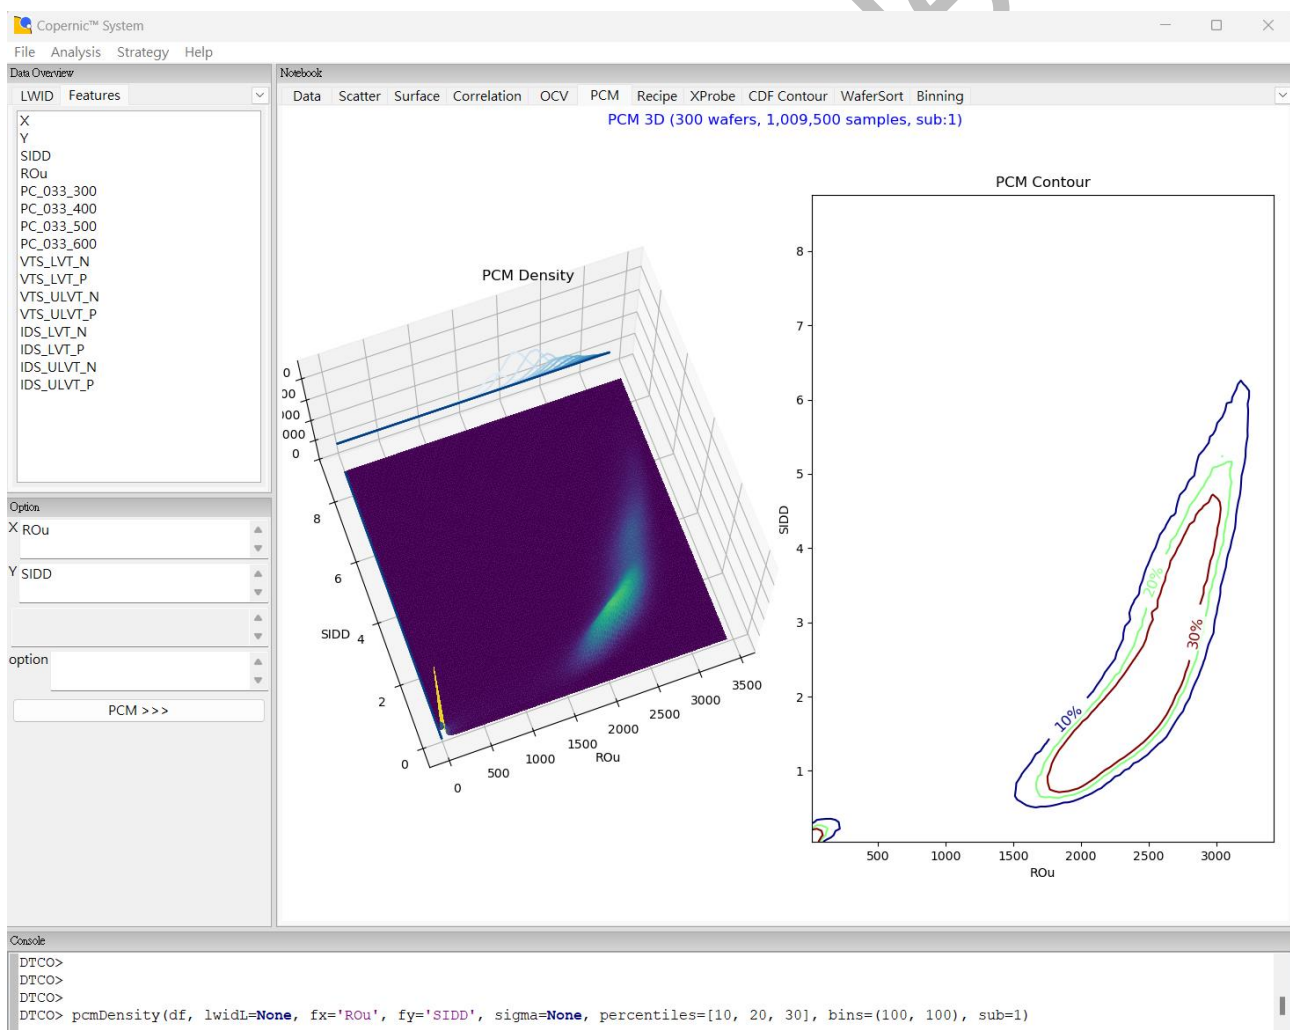 Copernic™ System
File Analysis Strategy Help
Data Overview
LWID Features
X
Y
SIDD
ROu
PC_033_300
PC_033_400
PC_033_500
PC_033_600
VTS_LVT_N
VTS_LVT_P
VTS_ULVT_N
VTS_ULVT_P
IDS_LVT_N
IDS_LVT_P
IDS_ULVT_N
IDS_ULVT_P
Option
X ROu
Y SIDD
option
PCM >>>
Notebook
Data Scatter Surface Correlation OCV PCM Recipe XProbe CDF Contour WaferSort Binning
PCM 3D (300 wafers, 1,009,500 samples, sub:1)
PCM Density
0
00
000
000
0
8
6
SIDD 4
2
0
0
500
1000
1500
2000
2500
3000
3500
ROu
PCM Contour
8
7
6
5
4
3
2
1
SIDD
10%
20%
30%
500 1000 1500 2000 2500 3000
ROu
Console
DTCO>
DTCO>
DTCO>
DTCO> pcmDensity(df, lwidL=None, fx='ROu', fy='SIDD', sigma=None, percentiles=[10, 20, 30], bins=(100, 100), sub=1)